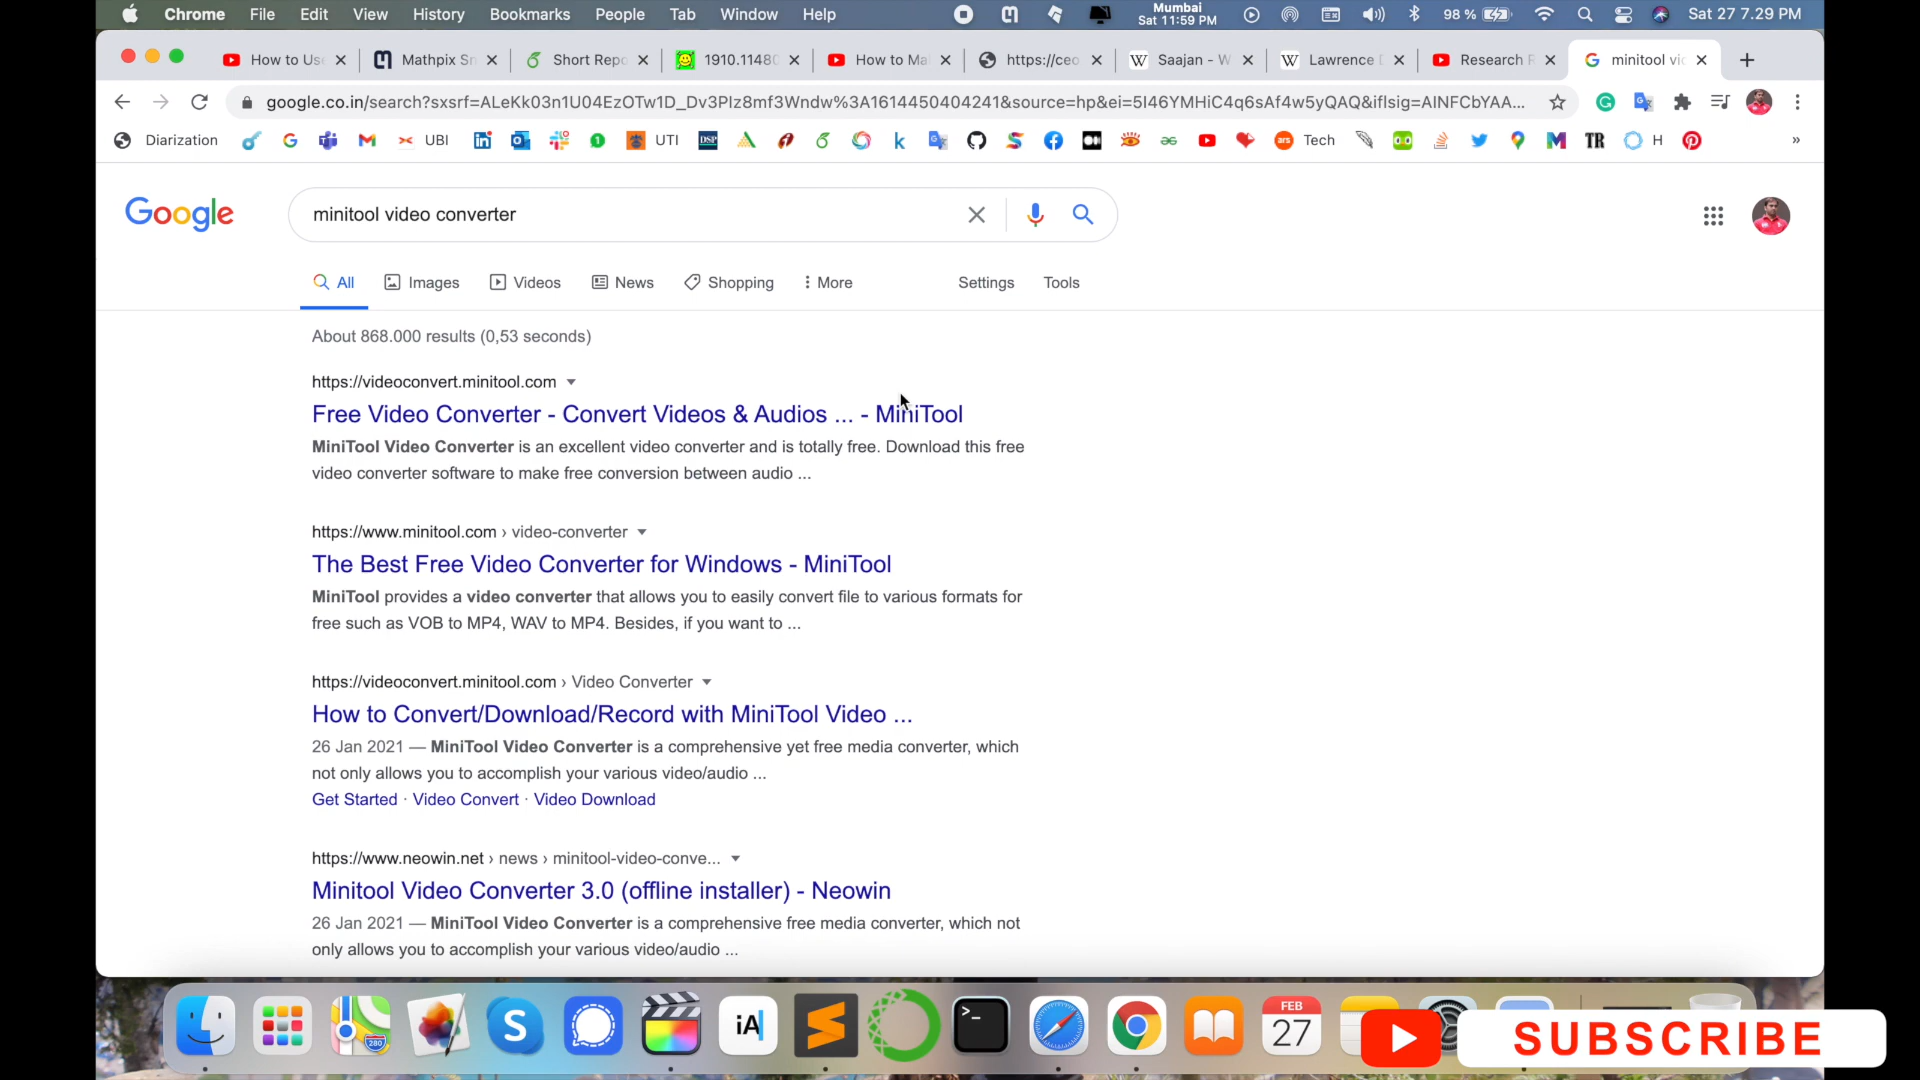 Chrome File Edit View History Bookmarks People Tab Window Help
Mumbai
Sat 11:59 PM
98 %
Sat 27 7.29 PM
How to Us
Mathpix Sn
Short Repo
1910.11480
How to Ma
https://ceo
Saajan - W
Lawrence
Research
minitool vi
google.co.in/search?sxsrf=ALeKk03n1U04EzOTw1D_Dv3PIz8mf3Wndw%3A1614450404241&source=hp&ei=5I46YMHiC4q6sAf4w5yQAQ&iflsig=AINFCbYAA...
Diarization UBI UTI DSP Tech TR H
Google
minitool video converter
All Images Videos News Shopping More Settings Tools
About 868.000 results (0,53 seconds)
https://videoconvert.minitool.com
Free Video Converter - Convert Videos & Audios ... - MiniTool
MiniTool Video Converter is an excellent video converter and is totally free. Download this free
video converter software to make free conversion between audio ...
https://www.minitool.com › video-converter
The Best Free Video Converter for Windows - MiniTool
MiniTool provides a video converter that allows you to easily convert file to various formats for
free such as VOB to MP4, WAV to MP4. Besides, if you want to ...
https://videoconvert.minitool.com › Video Converter
How to Convert/Download/Record with MiniTool Video ...
26 Jan 2021 — MiniTool Video Converter is a comprehensive yet free media converter, which
not only allows you to accomplish your various video/audio ...
Get Started · Video Convert · Video Download
https://www.neowin.net › news › minitool-video-conve...
Minitool Video Converter 3.0 (offline installer) - Neowin
26 Jan 2021 — MiniTool Video Converter is a comprehensive free media converter, which not
only allows you to accomplish your various video/audio ...
280
iA
FEB
27
SUBSCRIBE